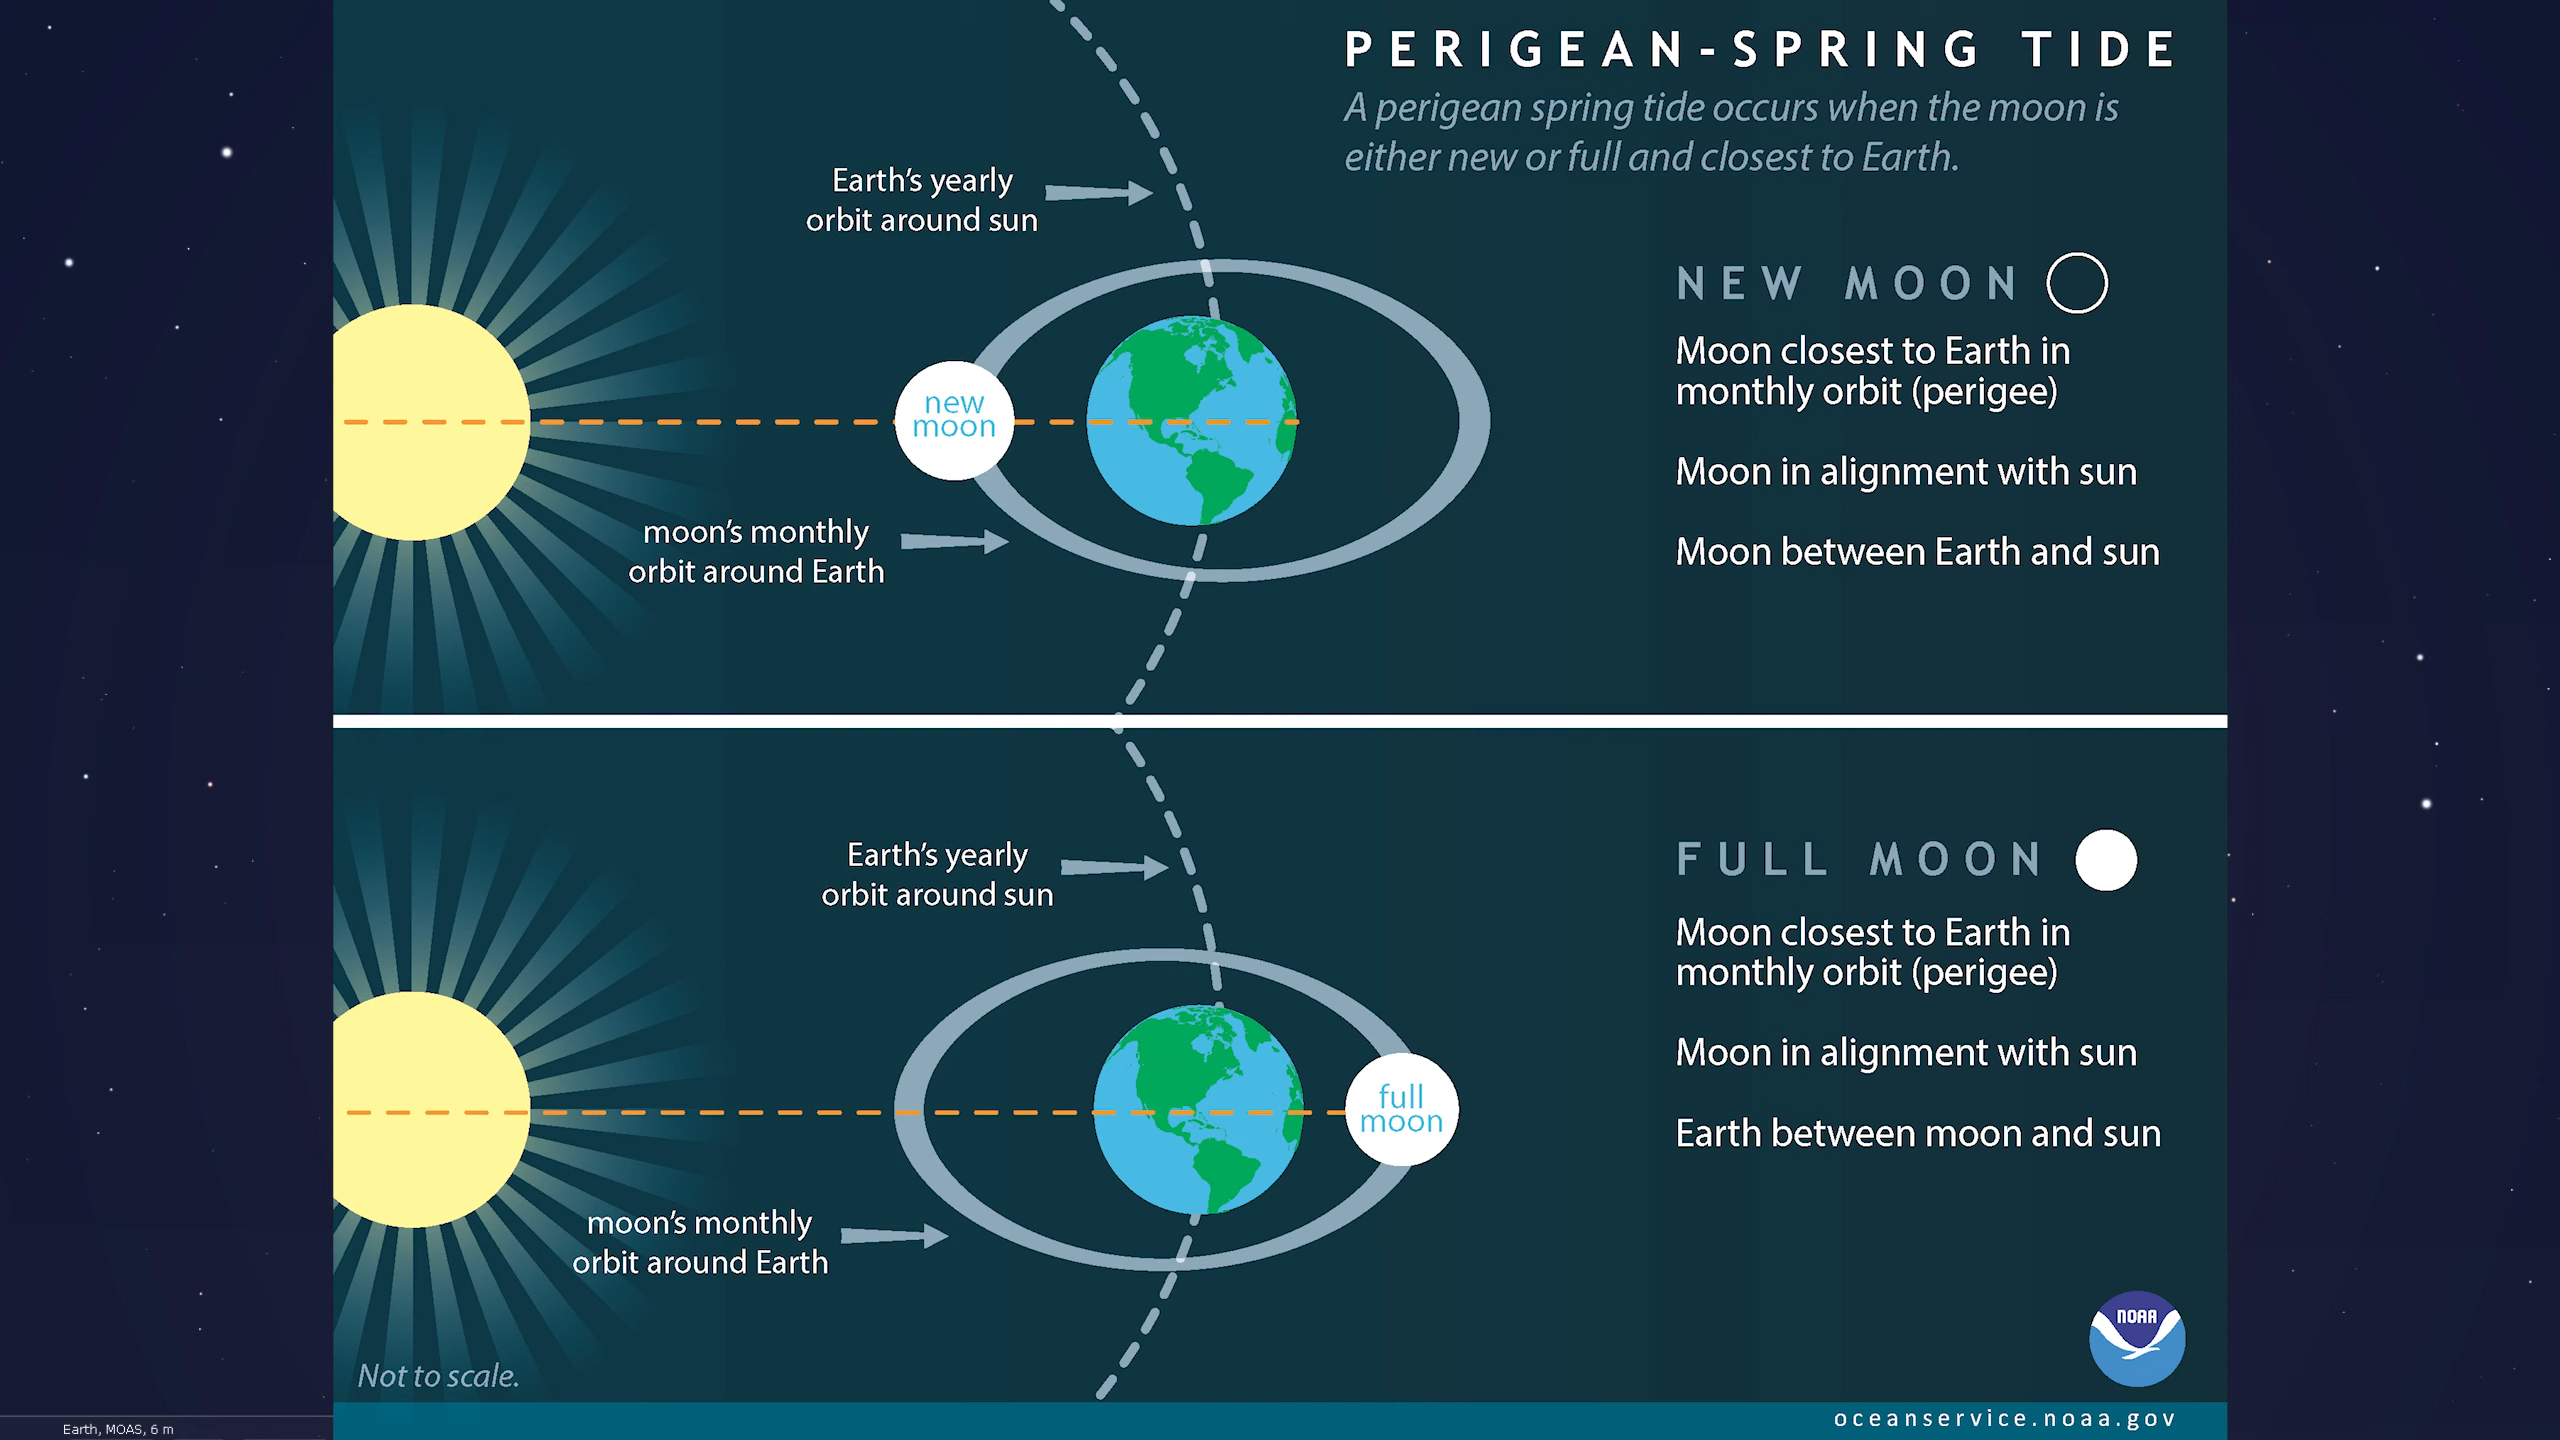 PERIGEAN-SPRING TIDE
A perigean spring tide occurs when the moon is
either new or full and closest to Earth.
Earth's yearly
orbit around sun
NEW MOON
Moon closest to Earth in
monthly orbit (perigee)
new
moon
Moon in alignment with sun
moon's monthly
orbit around Earth
Moon between Earth and sun
Earth's yearly
orbit around sun
FULL MOON
Moon closest to Earth in
monthly orbit (perigee)
Moon in alignment with sun
full
moon
Earth between moon and sun
moon's monthly
orbit around Earth
NOAA
Not to scale.
oceanservice.noaa.gov
Earth, MOAS, 6 m